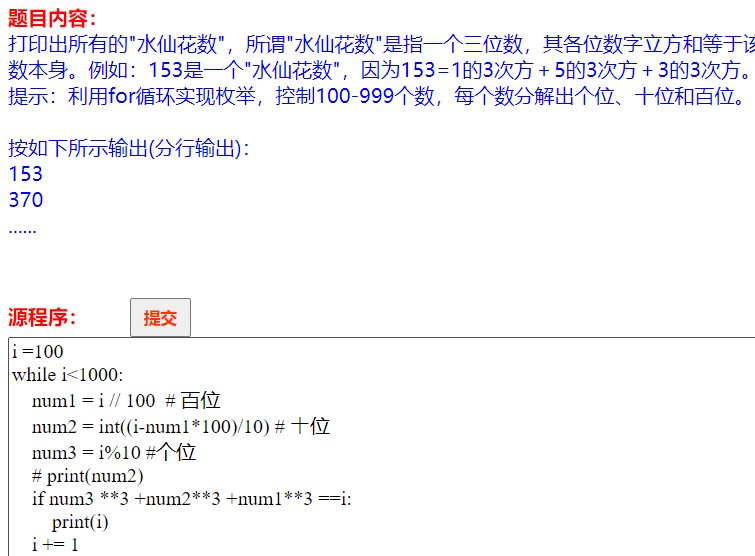 题目内容：
打印出所有的"水仙花数"，所谓"水仙花数"是指一个三位数，其各位数字立方和等于该
数本身。例如：153是一个"水仙花数"，因为153=1的3次方＋5的3次方＋3的3次方。
提示：利用for循环实现枚举，控制100-999个数，每个数分解出个位、十位和百位。
按如下所示输出(分行输出)：
153
370
......
源程序： 提交
i =100
while i<1000:
    num1 = i // 100  # 百位
    num2 = int((i-num1*100)/10) # 十位
    num3 = i%10 #个位
    # print(num2)
    if num3 **3 +num2**3 +num1**3 ==i:
        print(i)
    i += 1